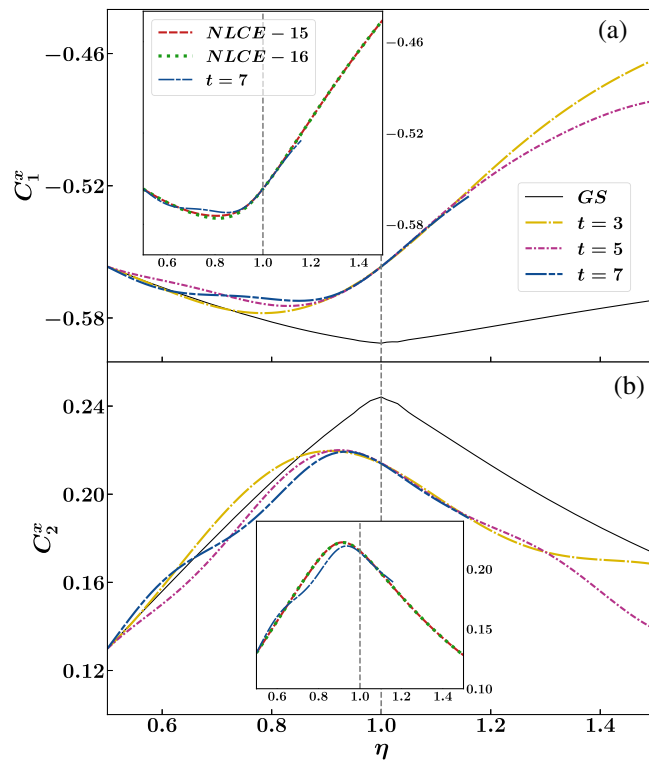 (a)
−0.46
−0.48
−0.52
−0.58
C₁ˣ
NLCE − 15
NLCE − 16
t = 7
−0.46
−0.52
−0.58
0.6 0.8 1.0 1.2 1.4
GS
t = 3
t = 5
t = 7
(b)
0.24
0.20
0.16
0.12
C₂ˣ
0.20
0.15
0.10
0.6 0.8 1.0 1.2 1.4
0.6 0.8 1.0 1.2 1.4
η